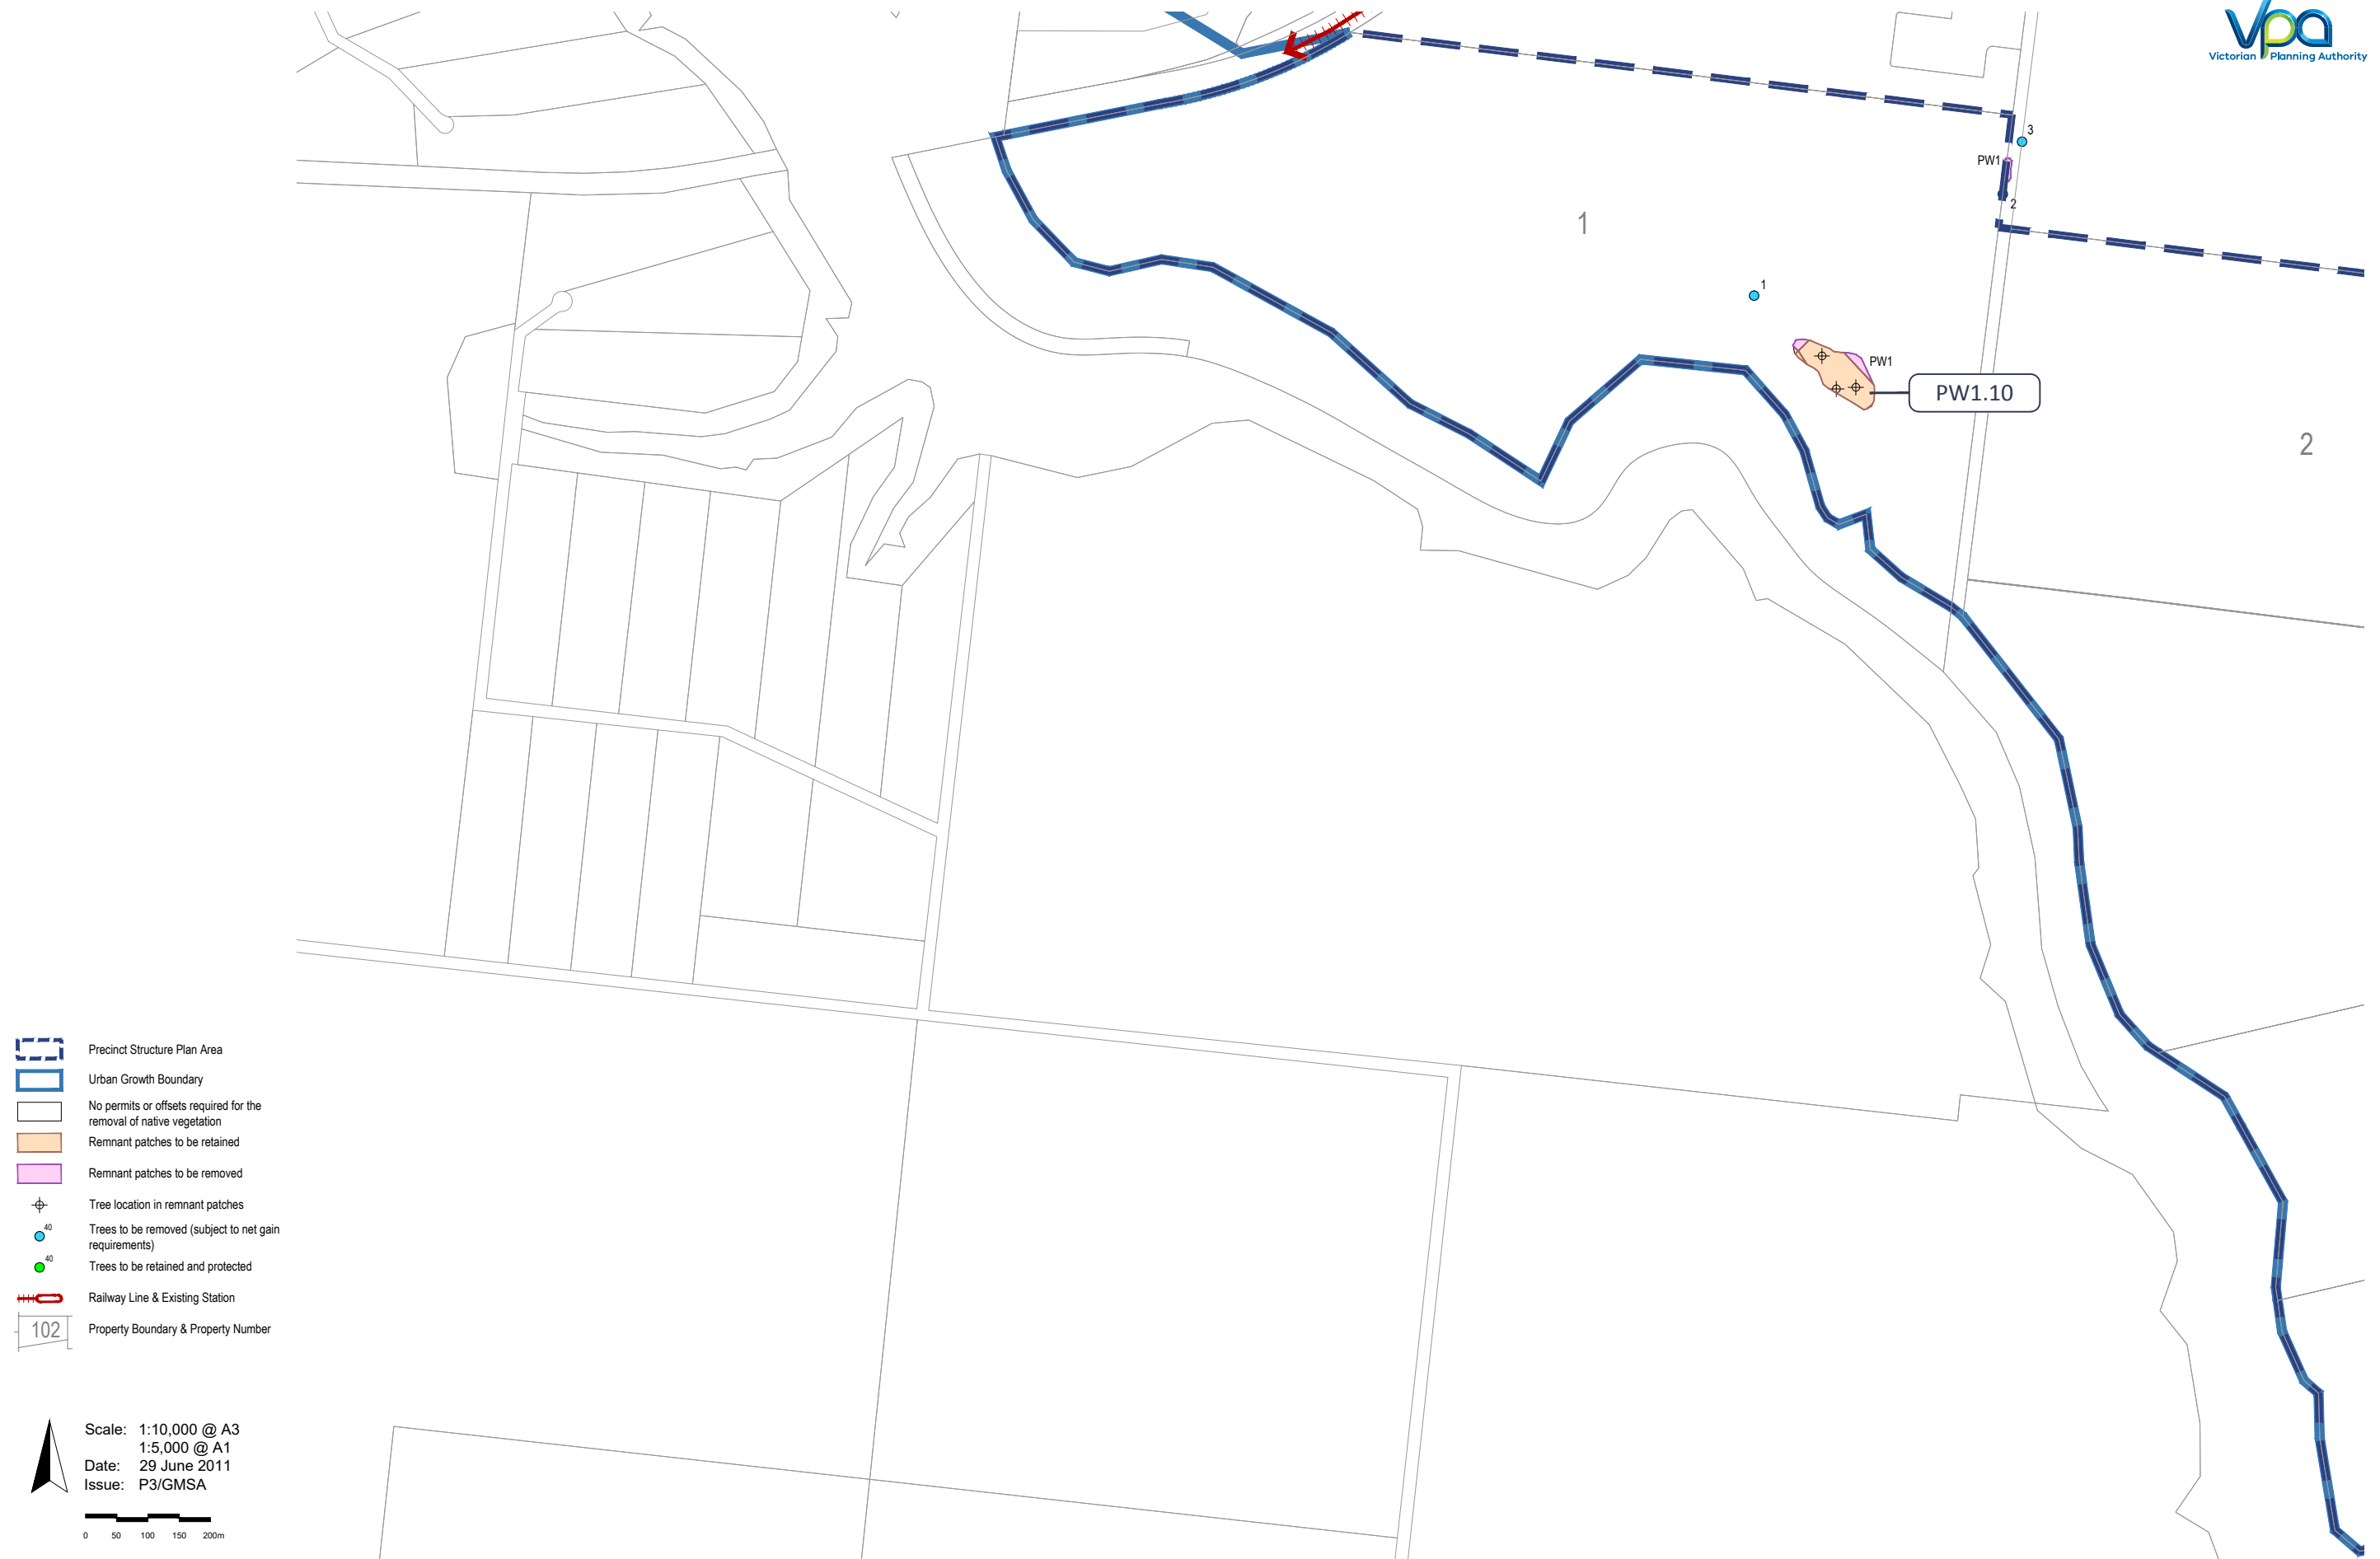 vpa
Victorian Planning Authority
3
PW1
2
1
1
PW1
PW1.10
2
Precinct Structure Plan Area
Urban Growth Boundary
No permits or offsets required for the
removal of native vegetation
Remnant patches to be retained
Remnant patches to be removed
Tree location in remnant patches
40
Trees to be removed (subject to net gain
requirements)
40
Trees to be retained and protected
Railway Line & Existing Station
102
Property Boundary & Property Number
Scale: 1:10,000 @ A3
1:5,000 @ A1
Date: 29 June 2011
Issue: P3/GMSA
0 50 100 150 200m